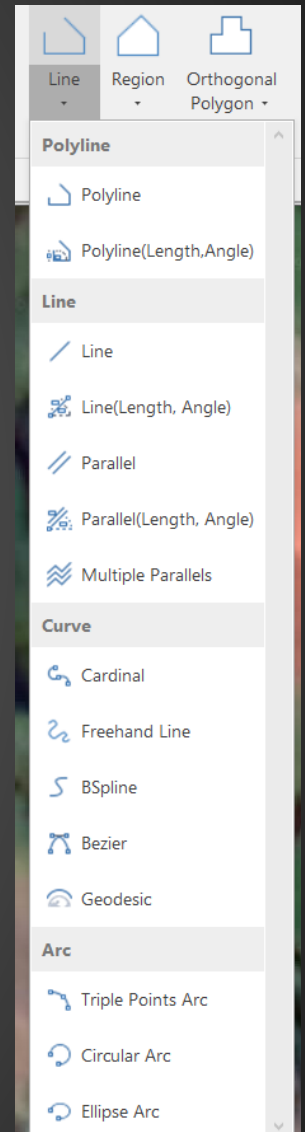 Line Region Orthogonal
Polygon
Polyline
Polyline
Polyline(Length,Angle)
Line
Line
Line(Length, Angle)
Parallel
Parallel(Length, Angle)
Multiple Parallels
Curve
Cardinal
Freehand Line
BSpline
Bezier
Geodesic
Arc
Triple Points Arc
Circular Arc
Ellipse Arc